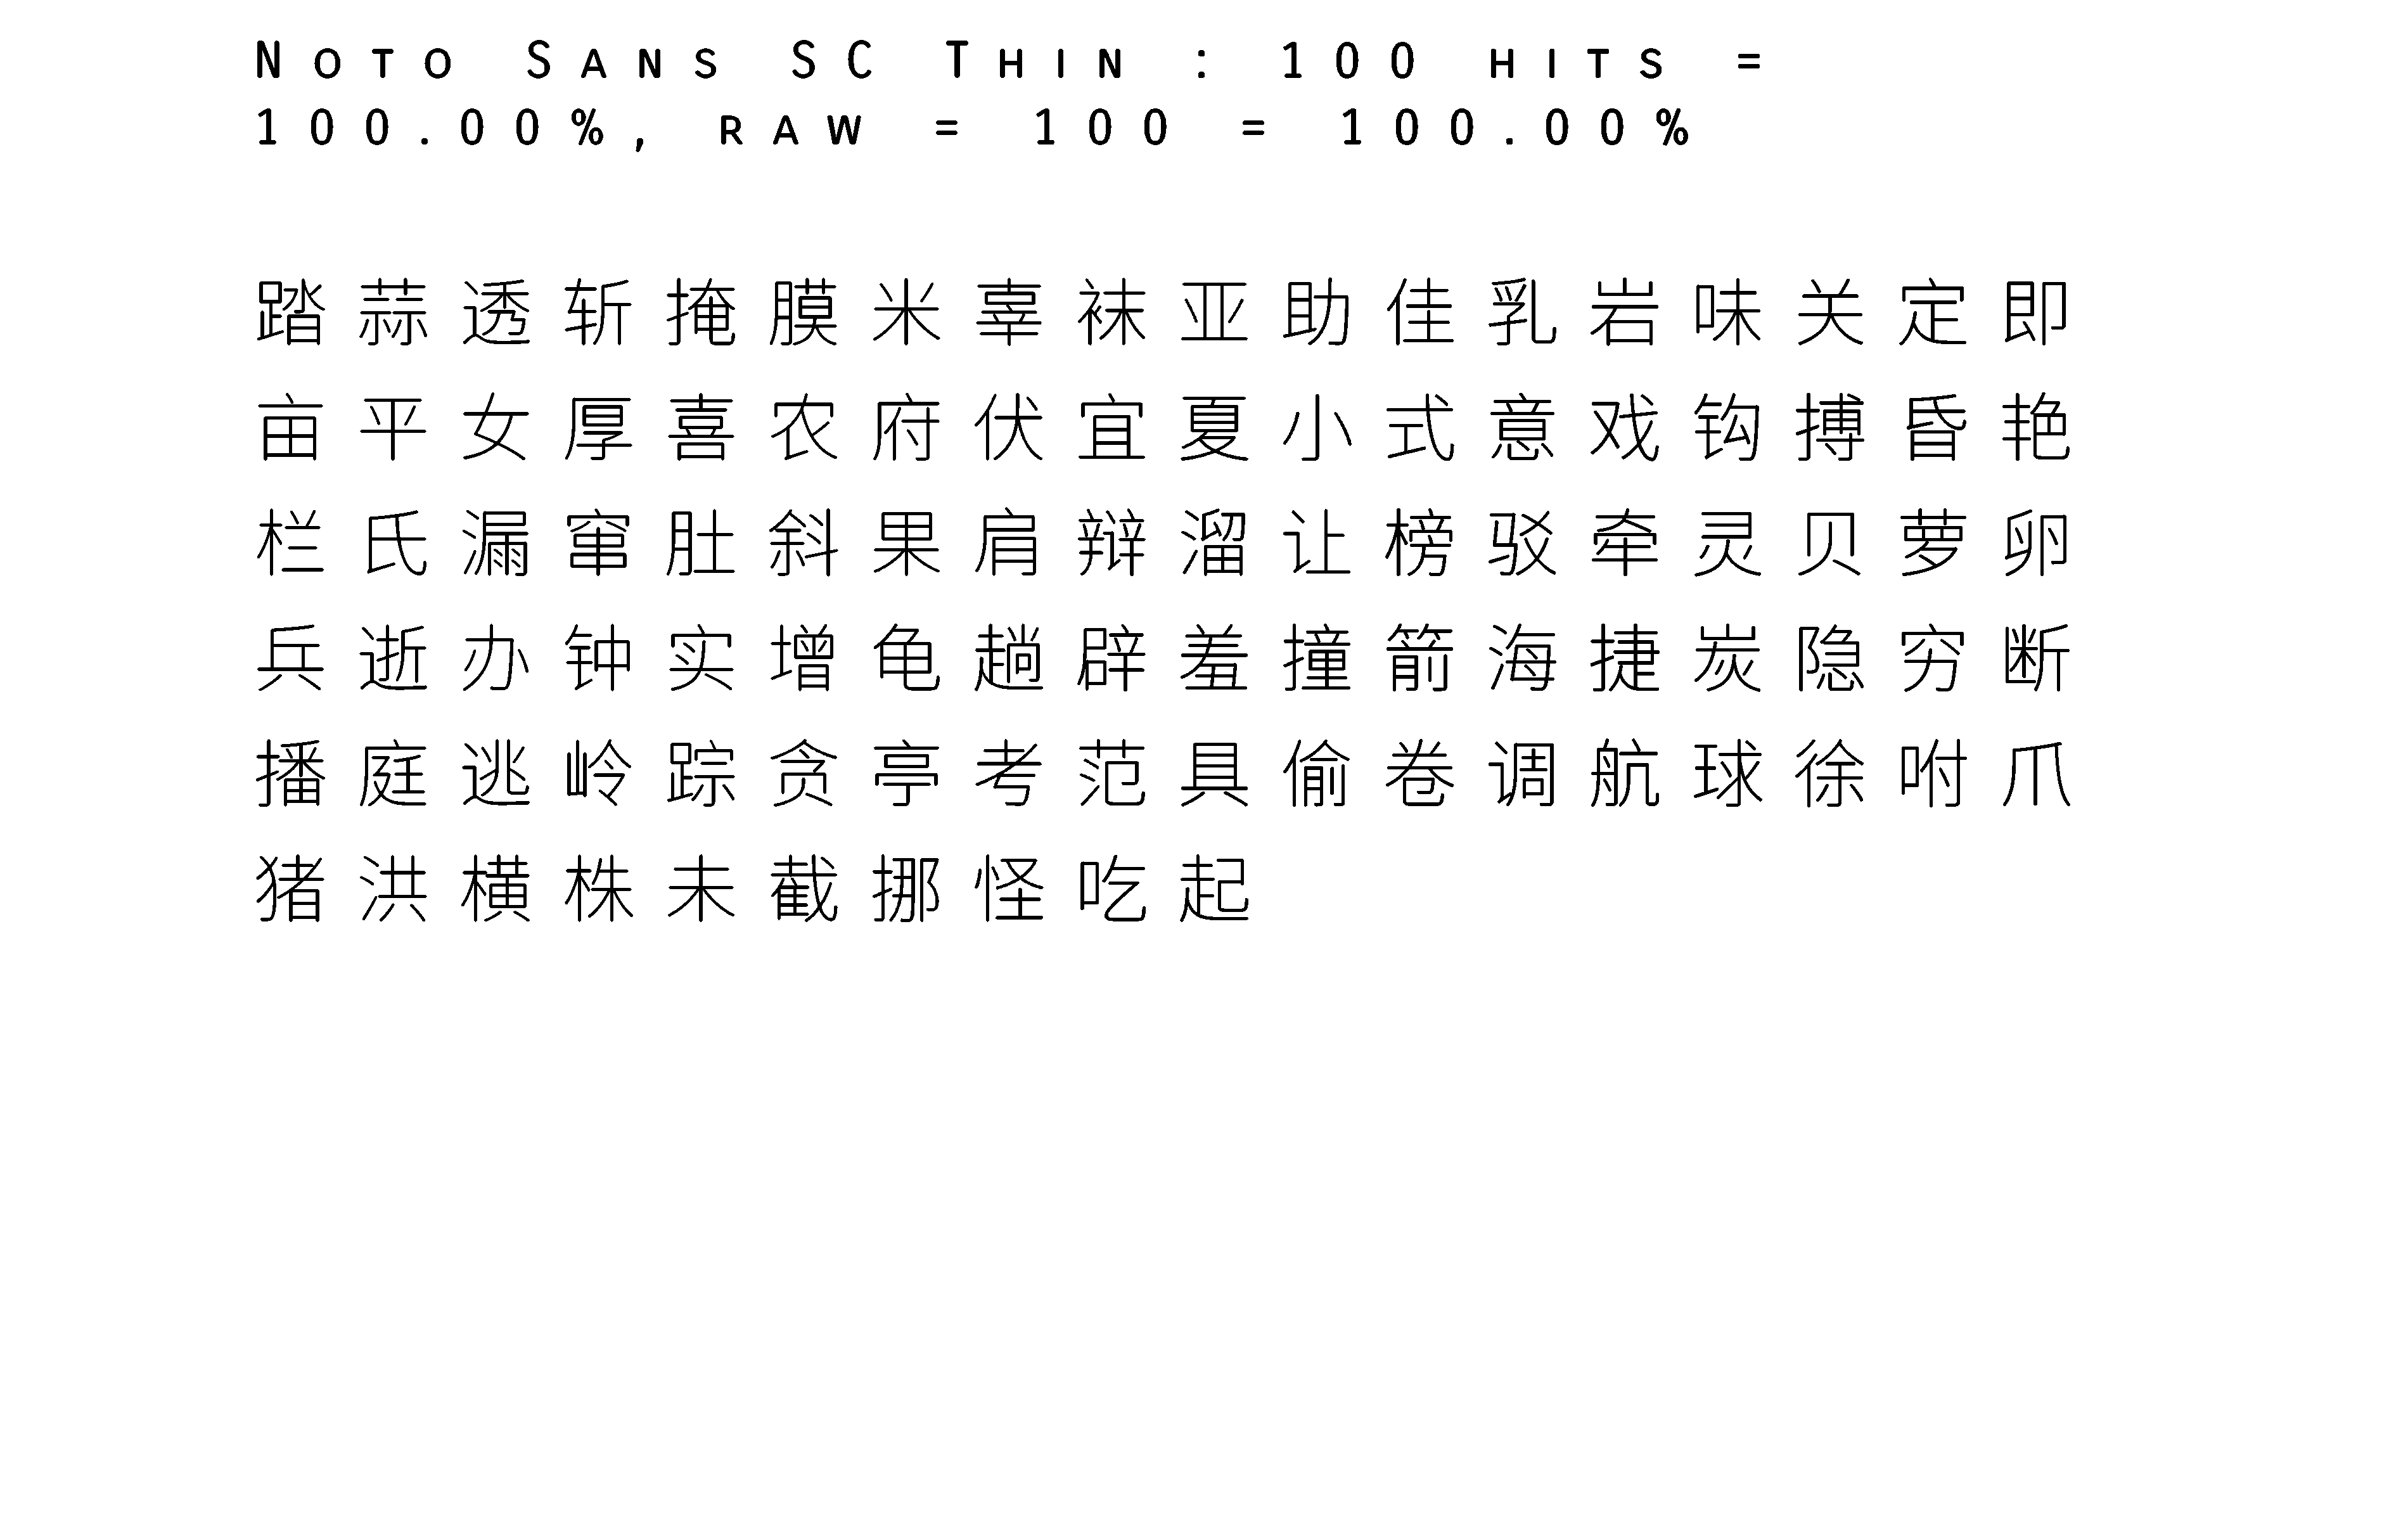 Noto Sans SC Thin : 100 hits =
100.00%, raw = 100 = 100.00%
踏蒜透斩掩膜米辜袜亚助佳乳岩味关定即
亩平女厚喜农府伏宜夏小式意戏钩搏昏艳
栏氏漏窜肚斜果肩辩溜让榜驳牵灵贝萝卵
兵逝办钟实增龟趟辟羞撞箭海捷炭隐穷断
播庭逃岭踪贪亭考范具偷卷调航球徐咐爪
猪洪横株未截挪怪吃起